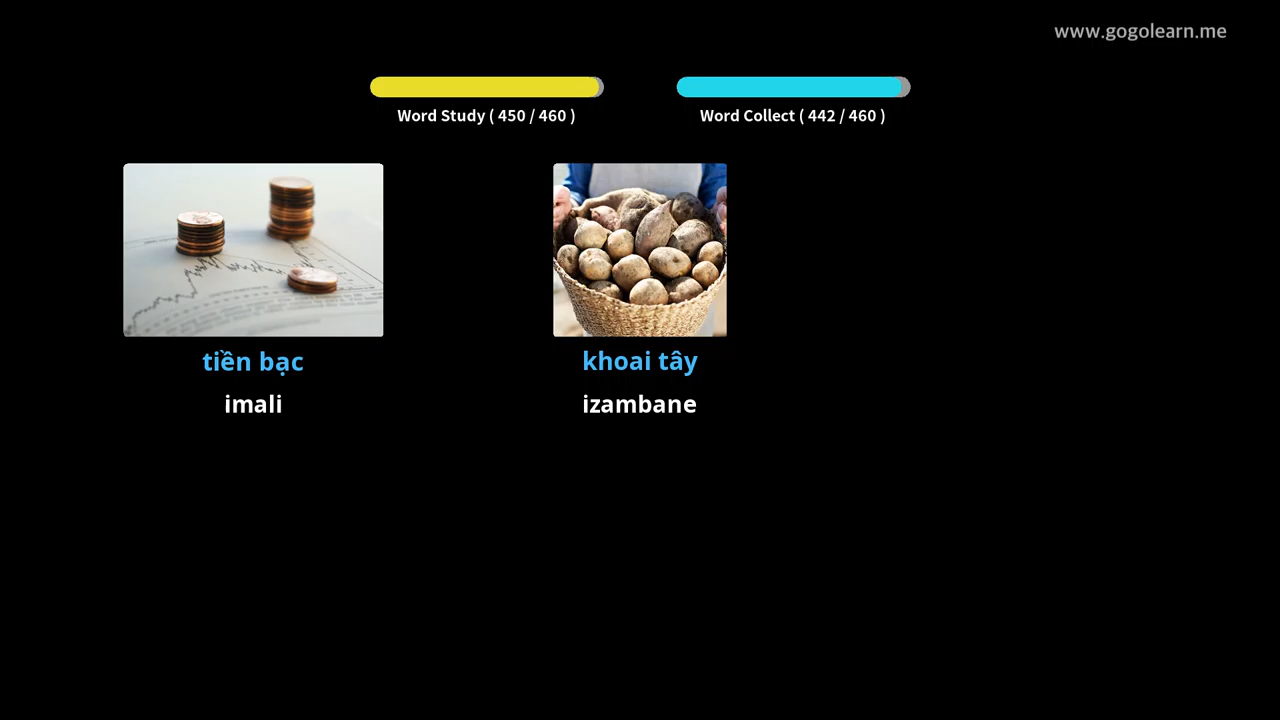 www.gogolearn.me
Word Study ( 450 / 460 )
Word Collect ( 442 / 460 )
tiền bạc
imali
khoai tây
izambane